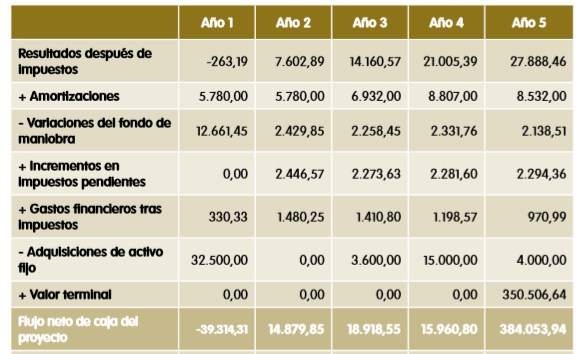 Año 1 Año 2 Año 3 Año 4 Año 5
Resultados después de
impuestos -263,19 7.602,89 14.160,57 21.005,39 27.888,46
+ Amortizaciones 5.780,00 5.780,00 6.932,00 8.807,00 8.532,00
- Variaciones del fondo de
maniobra 12.661,45 2.429,85 2.258,45 2.331,76 2.138,51
+ Incrementos en
impuestos pendientes 0,00 2.446,57 2.273,63 2.281,60 2.294,36
+ Gastos financieros tras
impuestos 330,33 1.480,25 1.410,80 1.198,57 970,99
- Adquisiciones de activo
fijo 32.500,00 0,00 3.600,00 15.000,00 4.000,00
+ Valor terminal 0,00 0,00 0,00 0,00 350.506,64
Flujo neto de caja del
proyecto -39.314,31 14.879,85 18.918,55 15.960,80 384.053,94